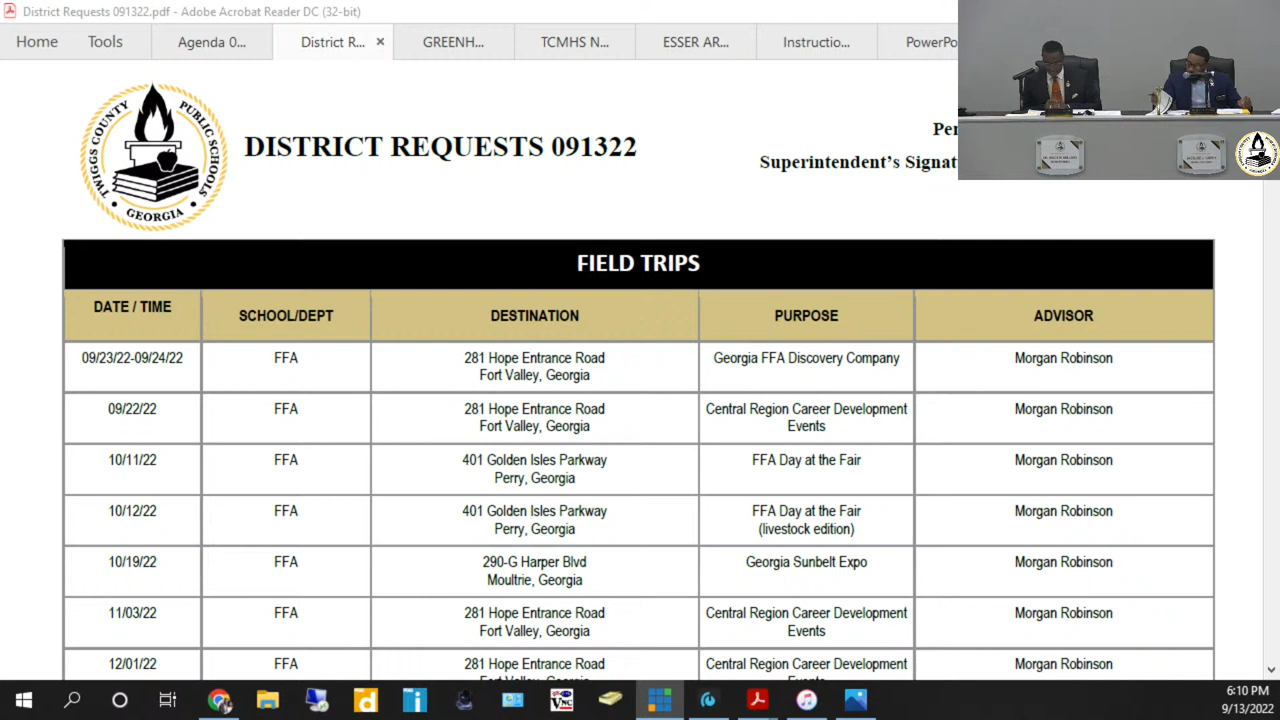 District Requests 091322.pdf - Adobe Acrobat Reader DC (32-bit)
Home Tools Agenda 0... District R... × GREENH... TCMHS N... ESSER AR... Instructio... PowerPo
TWIGGS COUNTY PUBLIC SCHOOLS
GEORGIA
DISTRICT REQUESTS 091322
Per
Superintendent's Signat
FIELD TRIPS
DATE / TIME SCHOOL/DEPT DESTINATION PURPOSE ADVISOR
09/23/22-09/24/22 FFA 281 Hope Entrance Road Georgia FFA Discovery Company Morgan Robinson
Fort Valley, Georgia
09/22/22 FFA 281 Hope Entrance Road Central Region Career Development Morgan Robinson
Fort Valley, Georgia Events
10/11/22 FFA 401 Golden Isles Parkway FFA Day at the Fair Morgan Robinson
Perry, Georgia
10/12/22 FFA 401 Golden Isles Parkway FFA Day at the Fair Morgan Robinson
Perry, Georgia (livestock edition)
10/19/22 FFA 290-G Harper Blvd Georgia Sunbelt Expo Morgan Robinson
Moultrie, Georgia
11/03/22 FFA 281 Hope Entrance Road Central Region Career Development Morgan Robinson
Fort Valley, Georgia Events
12/01/22 FFA 281 Hope Entrance Road Central Region Career Development Morgan Robinson
Fort Valley, Georgia Events
VNC
6:10 PM
9/13/2022